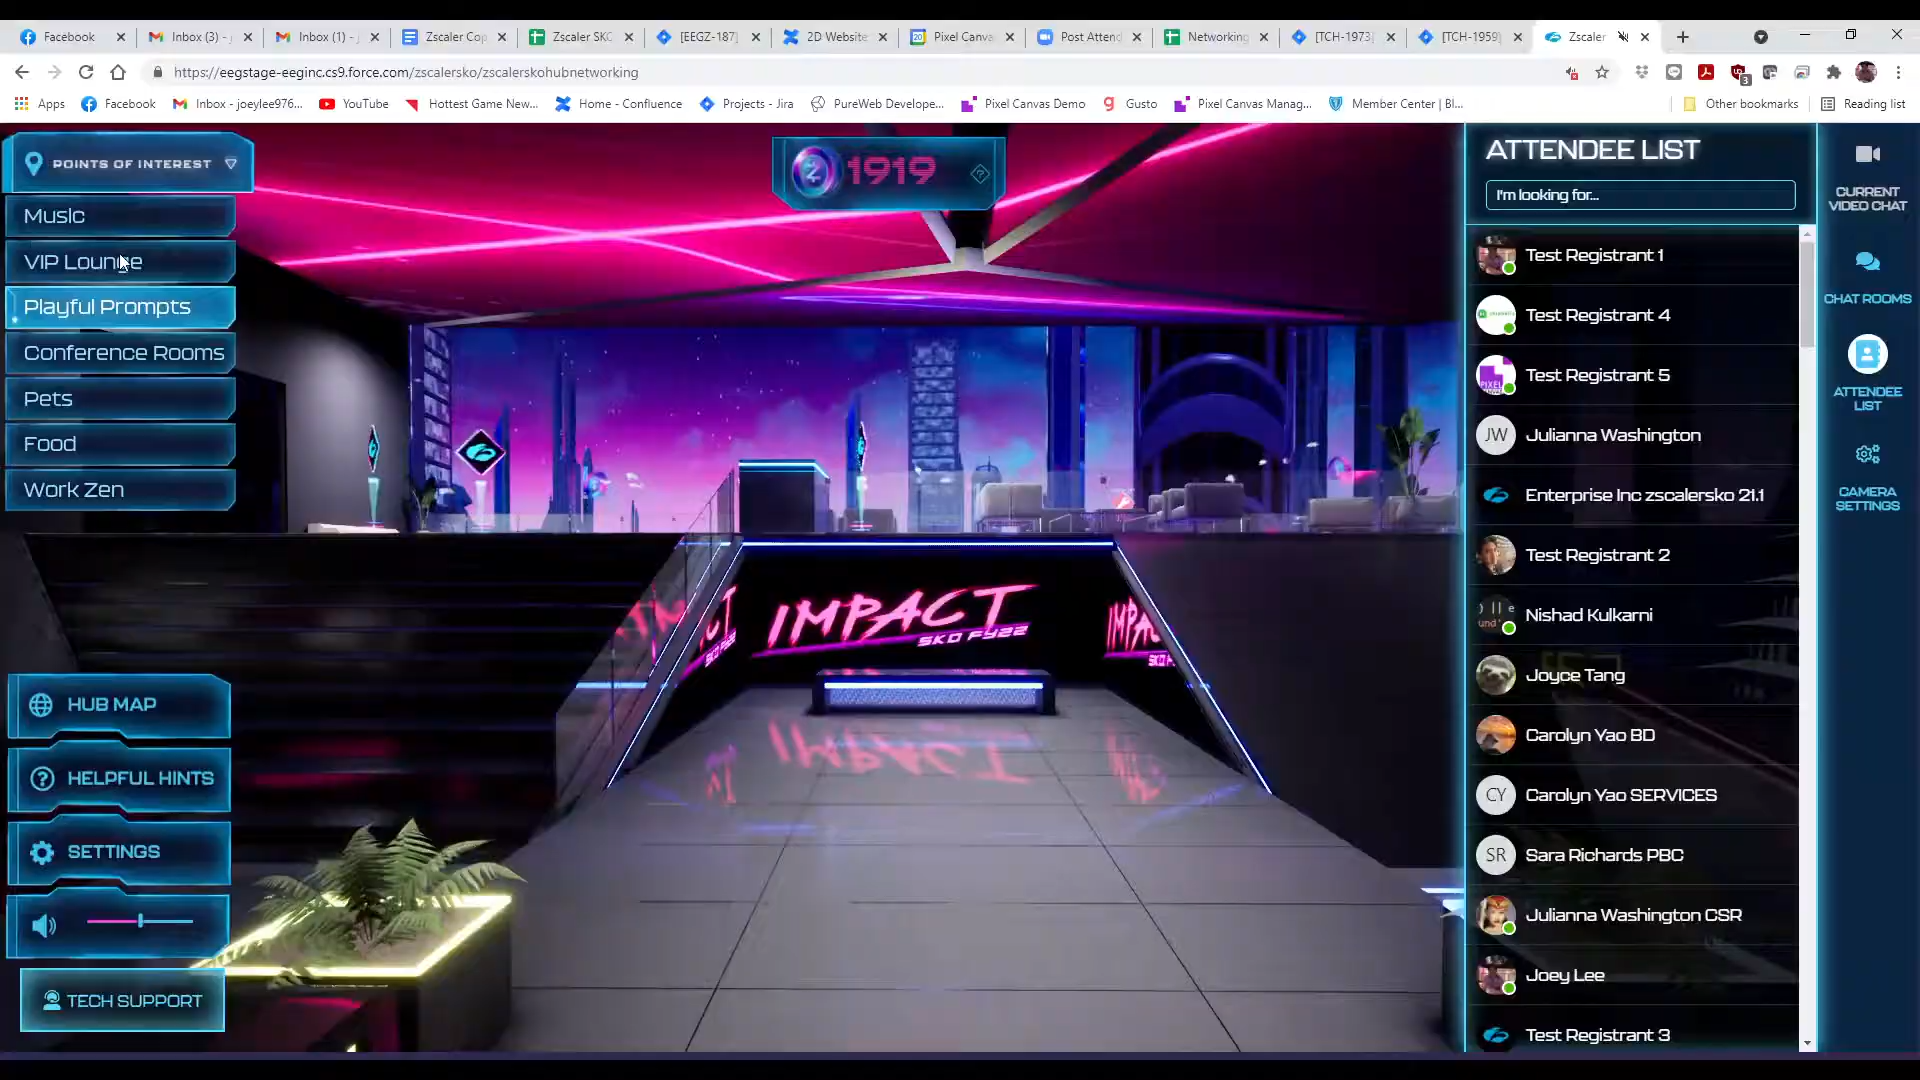 Facebook
Inbox (3) -
Inbox (1) -
Zscaler Cop
Zscaler SKO
[EEGZ-187]
2D Website
Pixel Canva
Post Attend
Networking
[TCH-1973]
[TCH-1959]
Zscaler
https://eegstage-eeginc.cs9.force.com/zscalersko/zscalerskohubnetworking
3
Apps
Facebook
Inbox - joeylee976...
YouTube
Hottest Game New...
Home - Confluence
Projects - Jira
PureWeb Develope...
Pixel Canvas Demo
Gusto
Pixel Canvas Manag...
Member Center | Bl...
Other bookmarks
Reading list
POINTS OF INTEREST
Music
VIP Lounge
Playful Prompts
Conference Rooms
Pets
Food
Work Zen
HUB MAP
HELPFUL HINTS
SETTINGS
TECH SUPPORT
1919
IMPACT
SKO FY22
ATTENDEE LIST
I'm looking for...
Test Registrant 1
Test Registrant 4
Test Registrant 5
JW Julianna Washington
Enterprise Inc zscalersko 21.1
Test Registrant 2
Nishad Kulkarni
Joyce Tang
Carolyn Yao BD
CY Carolyn Yao SERVICES
SR Sara Richards PBC
Julianna Washington CSR
Joey Lee
Test Registrant 3
CURRENT
VIDEO CHAT
CHAT ROOMS
ATTENDEE
LIST
CAMERA
SETTINGS